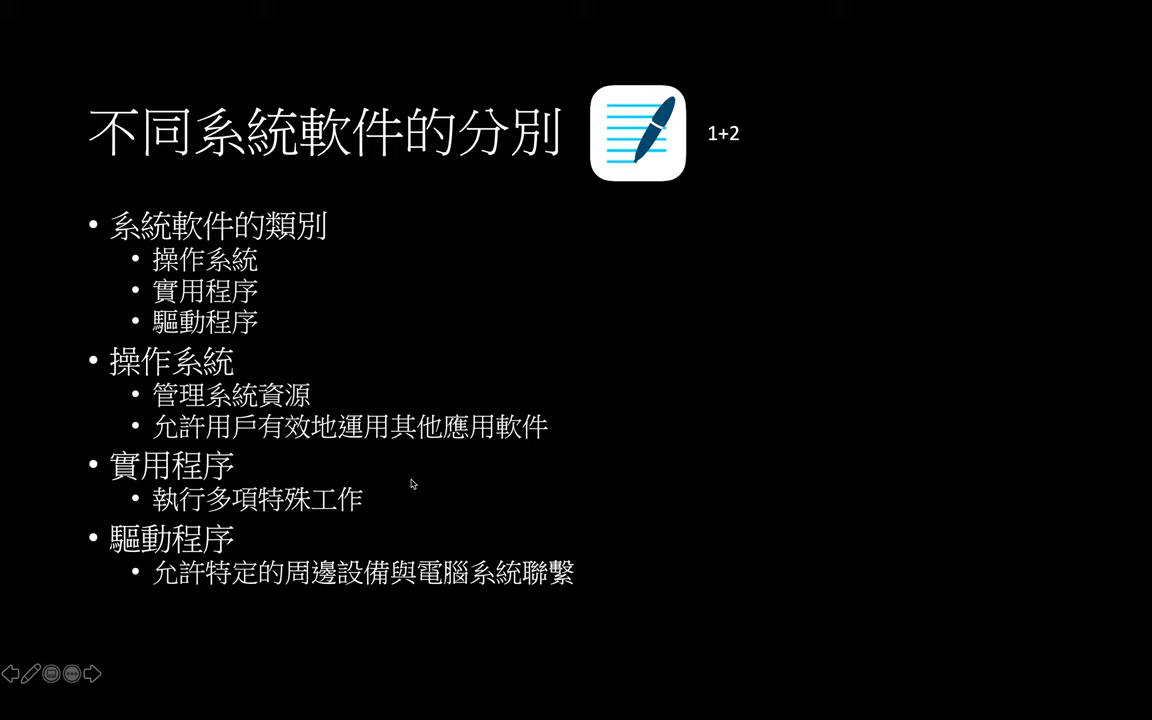 不同系統軟件的分別
1+2
• 系統軟件的類別
• 操作系統
• 實用程序
• 驅動程序
• 操作系統
• 管理系統資源
• 允許用戶有效地運用其他應用軟件
• 實用程序
• 執行多項特殊工作
• 驅動程序
• 允許特定的周邊設備與電腦系統聯繫